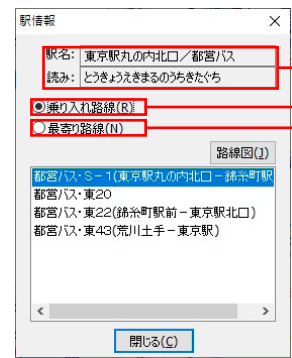 駅情報
駅名: 東京駅丸の内北口／都営バス
読み: とうきょうえきまるのうちきたぐち
乗り入れ路線(R)
最寄り路線(N)
路線図(J)
都営バス・S－1(東京駅丸の内北口－錦糸町駅
都営バス・東20
都営バス・東22(錦糸町駅前－東京駅北口)
都営バス・東43(荒川土手－東京駅)
閉じる(C)